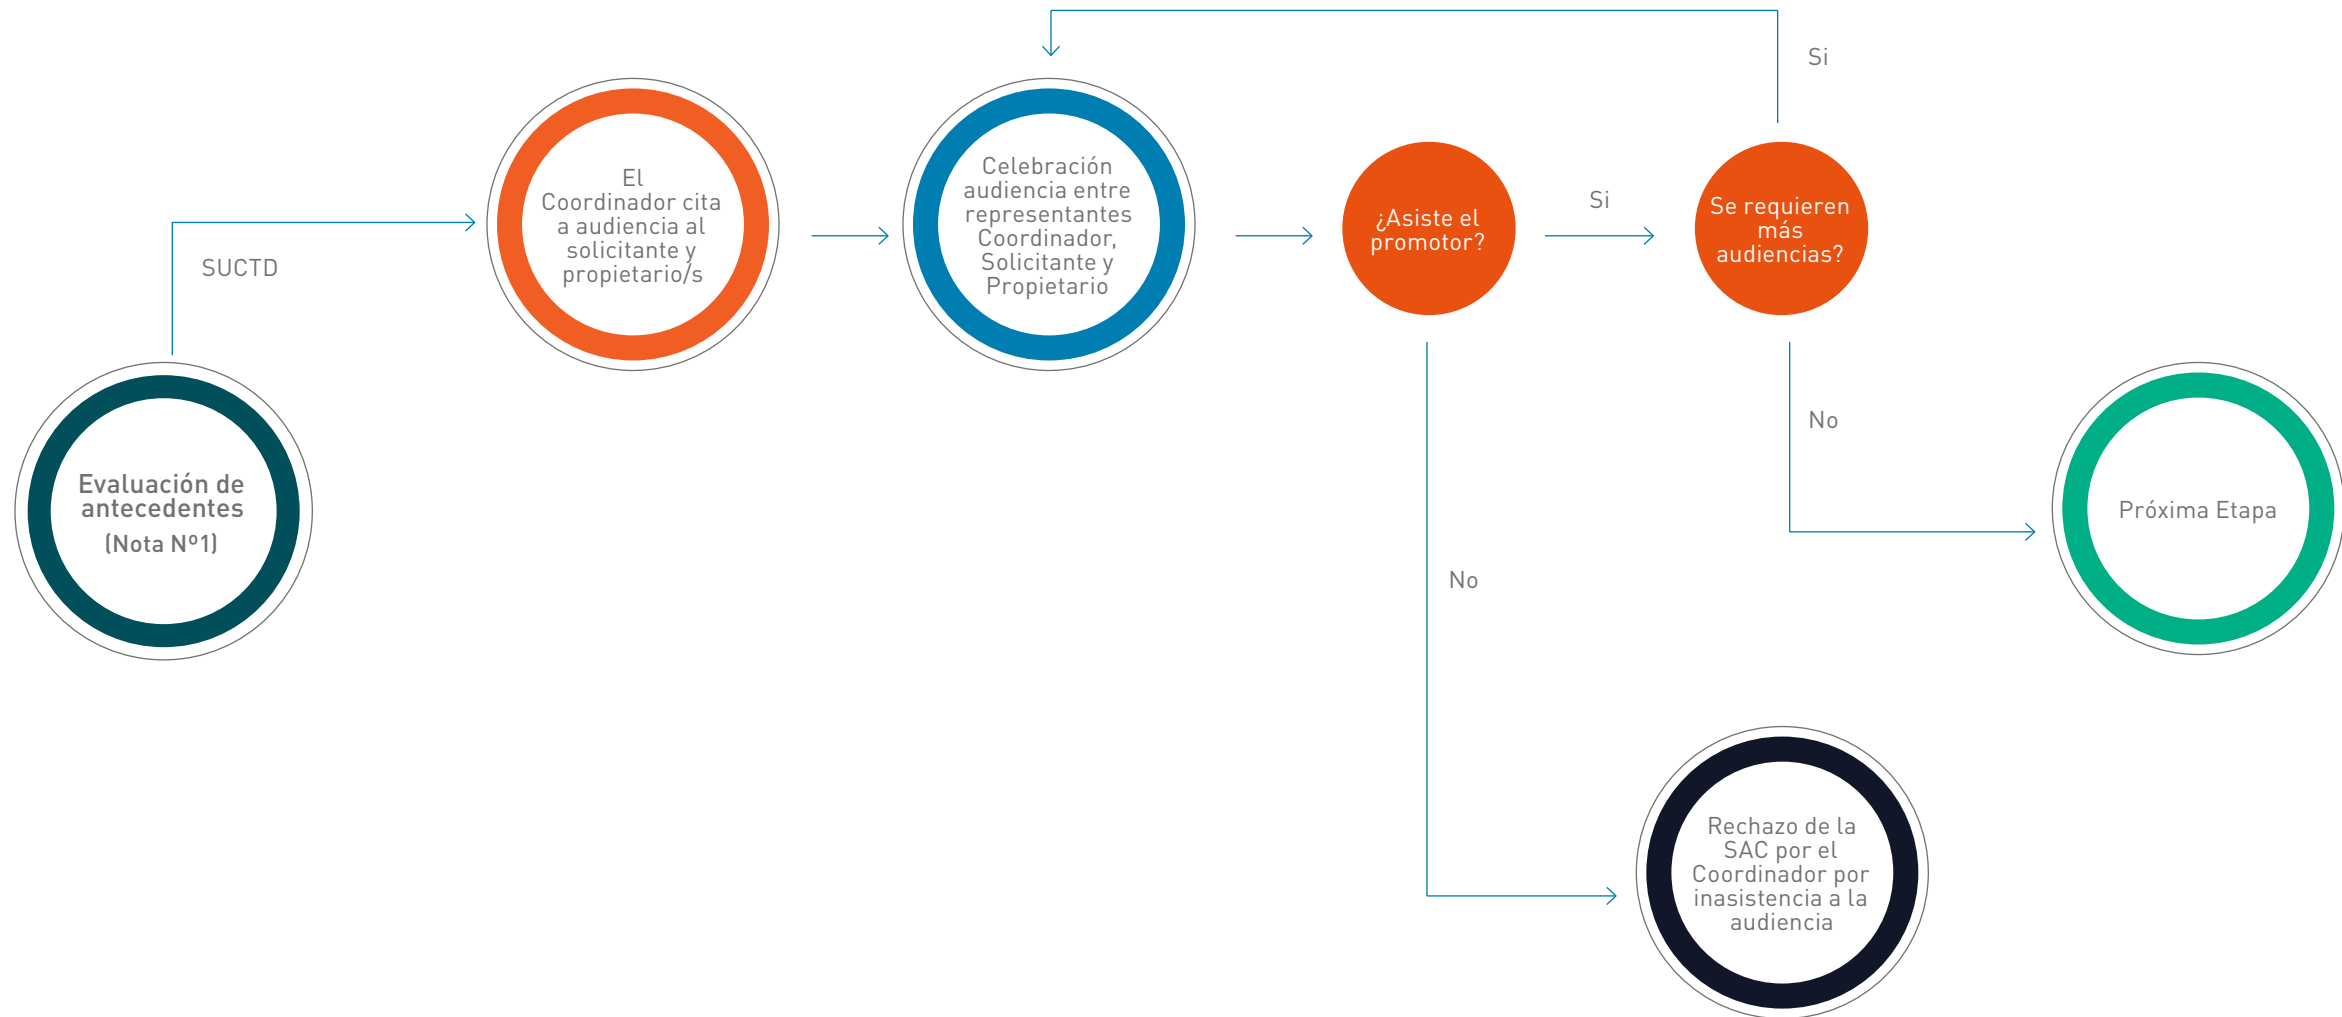 Si
El
Coordinador cita
a audiencia al
solicitante y
propietario/s
Celebración
audiencia entre
representantes
Coordinador,
Solicitante y
Propietario
¿Asiste el
promotor?
Si
Se requieren
más
audiencias?
SUCTD
No
Evaluación de
antecedentes
(Nota Nº1)
Próxima Etapa
No
Rechazo de la
SAC por el
Coordinador por
inasistencia a la
audiencia